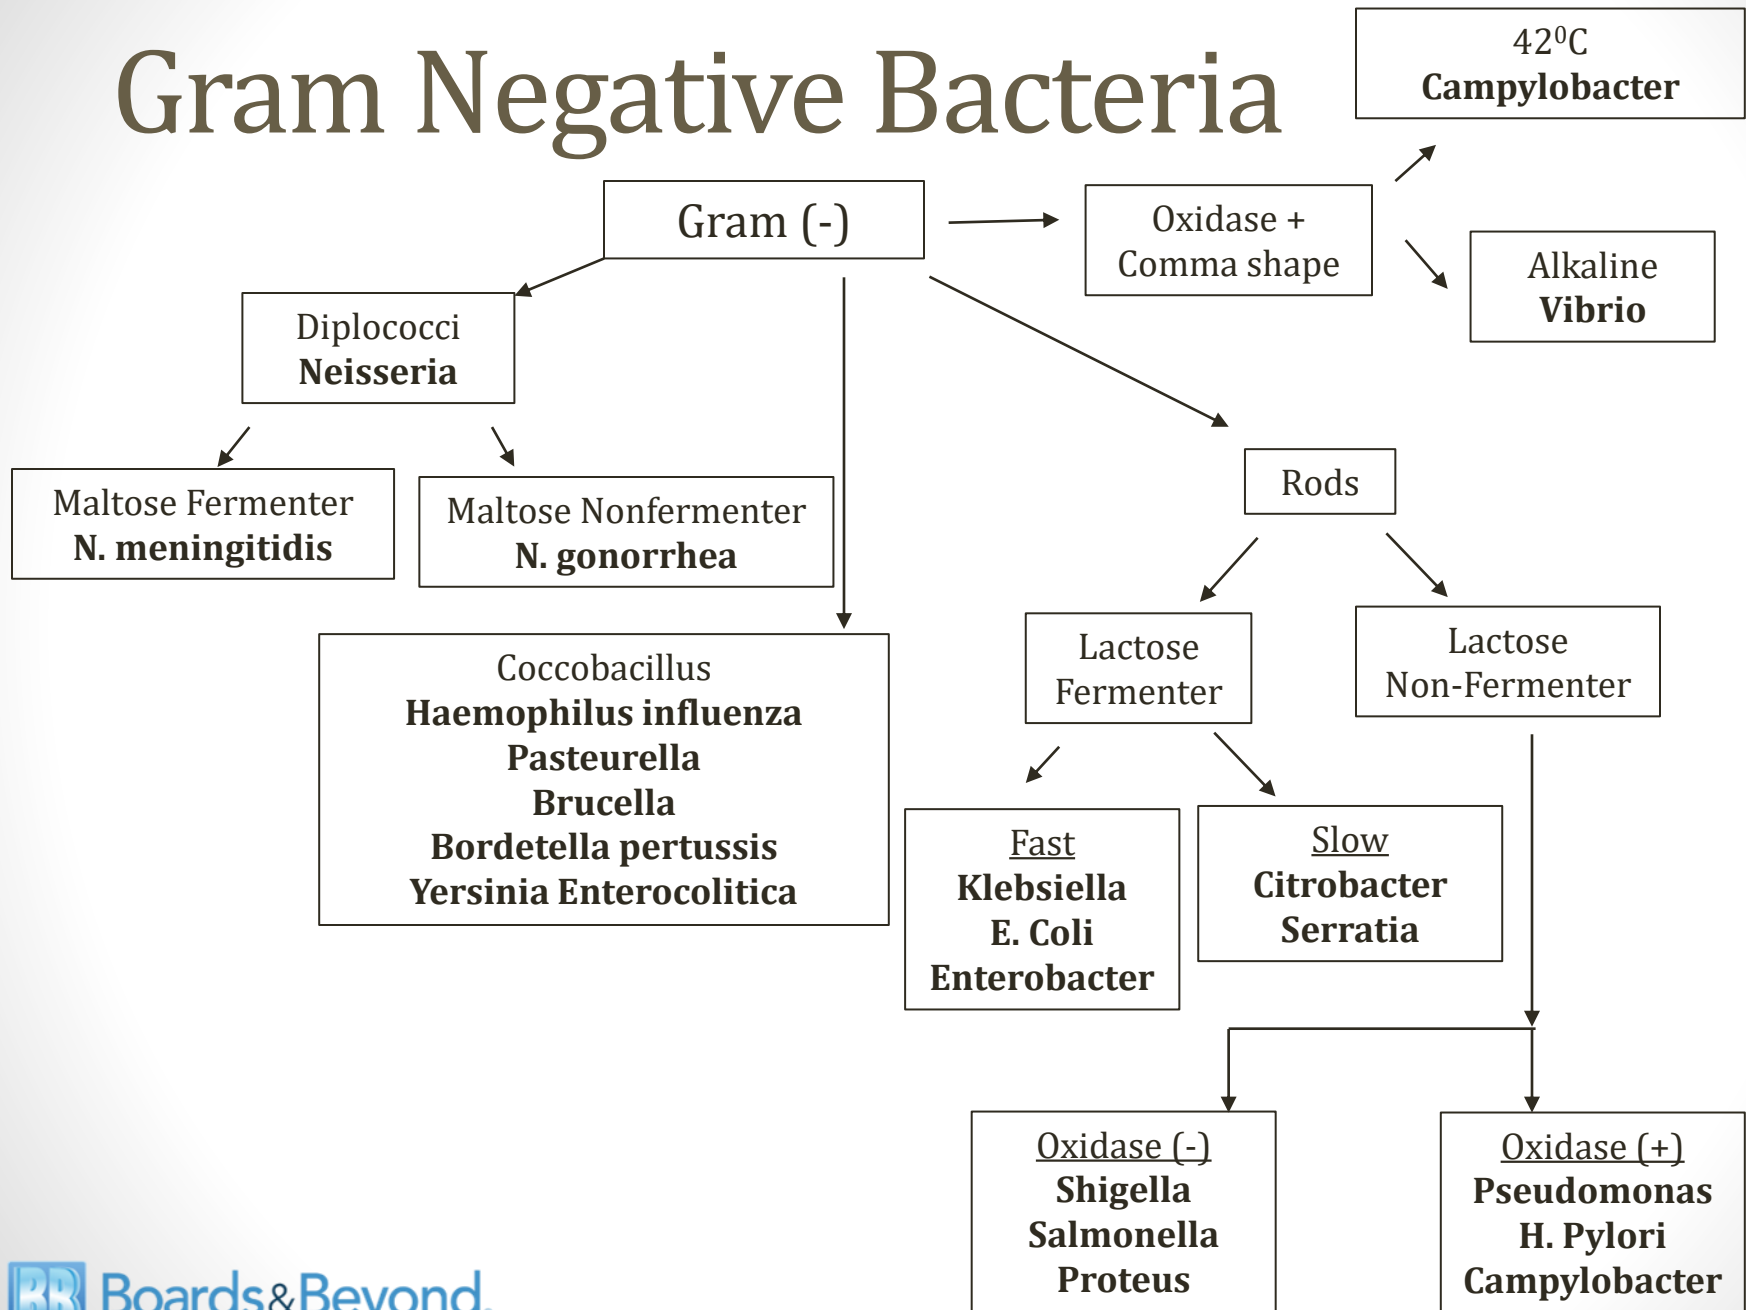 Gram Negative Bacteria
42⁰C
Campylobacter
Gram (-)
Oxidase +
Comma shape
Alkaline
Vibrio
Diplococci
Neisseria
Maltose Fermenter
N. meningitidis
Maltose Nonfermenter
N. gonorrhea
Rods
Coccobacillus
Haemophilus influenza
Pasteurella
Brucella
Bordetella pertussis
Yersinia Enterocolitica
Lactose
Fermenter
Lactose
Non-Fermenter
Fast
Klebsiella
E. Coli
Enterobacter
Slow
Citrobacter
Serratia
Oxidase (-)
Shigella
Salmonella
Proteus
Oxidase (+)
Pseudomonas
H. Pylori
Campylobacter
BB Boards&Beyond.